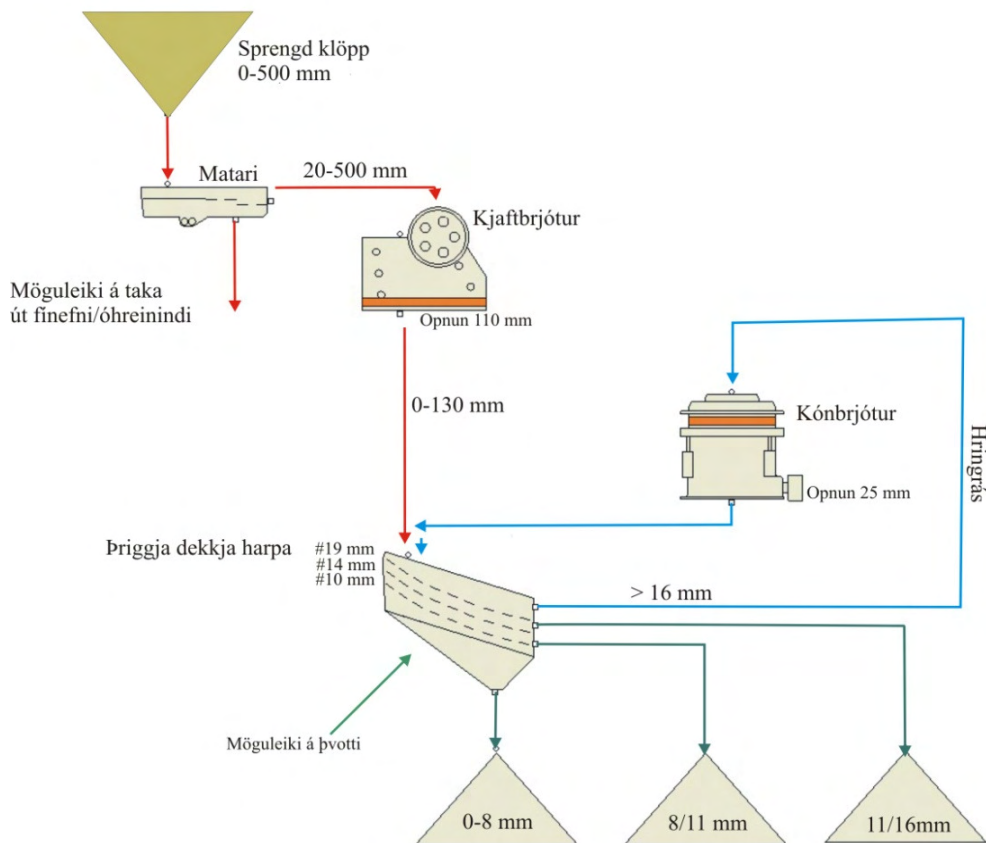 Sprengd klöpp
0-500 mm
Matari
20-500 mm
Kjaftbrjótur
Möguleiki á taka
út fínefni/óhreinindi
Opnun 110 mm
0-130 mm
Kónbrjótur
Hringrás
Opnun 25 mm
Þriggja dekkja harpa
#19 mm
#14 mm
#10 mm
> 16 mm
Möguleiki á þvotti
0-8 mm
8/11 mm
11/16mm